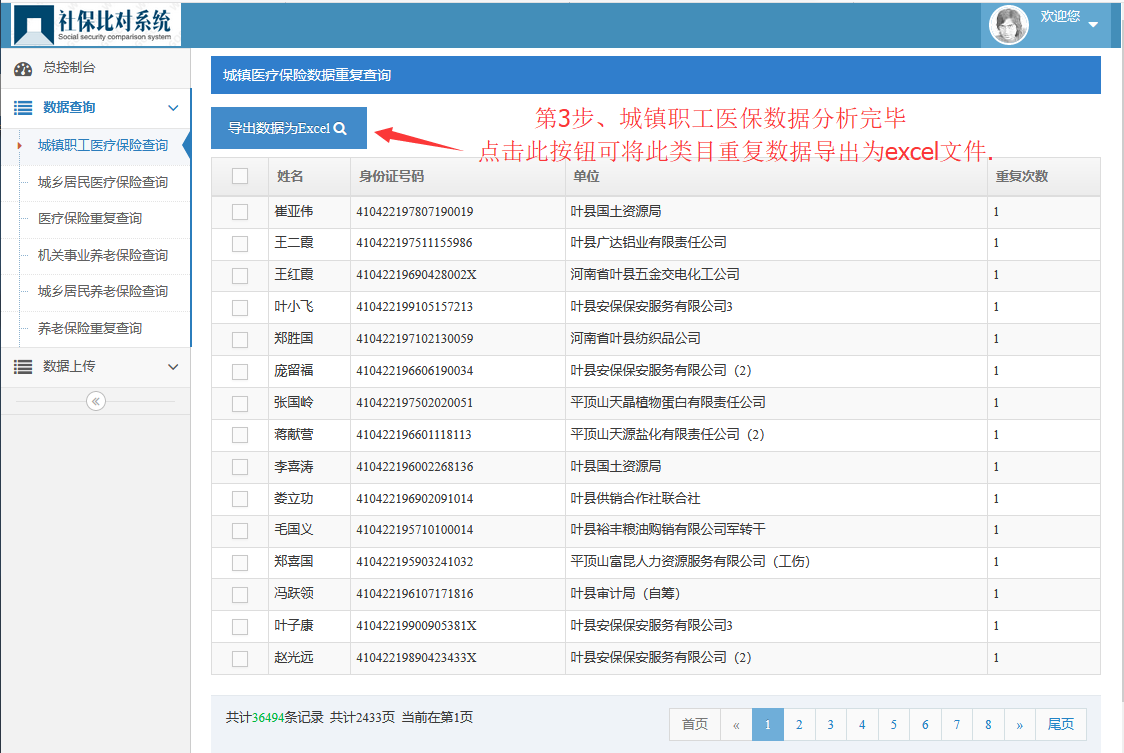 社保比对系统
Social security comparison system
欢迎您
总控制台
数据查询
城镇职工医疗保险查询
城乡居民医疗保险查询
医疗保险重复查询
机关事业养老保险查询
城乡居民养老保险查询
养老保险重复查询
数据上传
城镇医疗保险数据重复查询
导出数据为Excel
第3步、城镇职工医保数据分析完毕
点击此按钮可将此类目重复数据导出为excel文件.
姓名 身份证号码 单位 重复次数
崔亚伟 410422197807190019 叶县国土资源局 1
王二霞 410422197511155986 叶县广达铝业有限责任公司 1
王红霞 41042219690428002X 河南省叶县五金交电化工公司 1
叶小飞 410422199105157213 叶县安保保安服务有限公司3 1
郑胜国 410422197102130059 河南省叶县纺织品公司 1
庞留福 410422196606190034 叶县安保保安服务有限公司（2） 1
张国岭 410422197502020051 平顶山天晶植物蛋白有限责任公司 1
蒋献营 410422196601118113 平顶山天源盐化有限责任公司（2） 1
李喜涛 410422196002268136 叶县国土资源局 1
娄立功 410422196902091014 叶县供销合作社联合社 1
毛国义 410422195710100014 叶县裕丰粮油购销有限公司军转干 1
郑喜国 410422195903241032 平顶山富昆人力资源服务有限公司（工伤） 1
冯跃领 410422196107171816 叶县审计局（自筹） 1
叶子康 41042219900905381X 叶县安保保安服务有限公司3 1
赵光远 41042219890423433X 叶县安保保安服务有限公司（2） 1
共计36494条记录 共计2433页 当前在第1页
首页 « 1 2 3 4 5 6 7 8 » 尾页